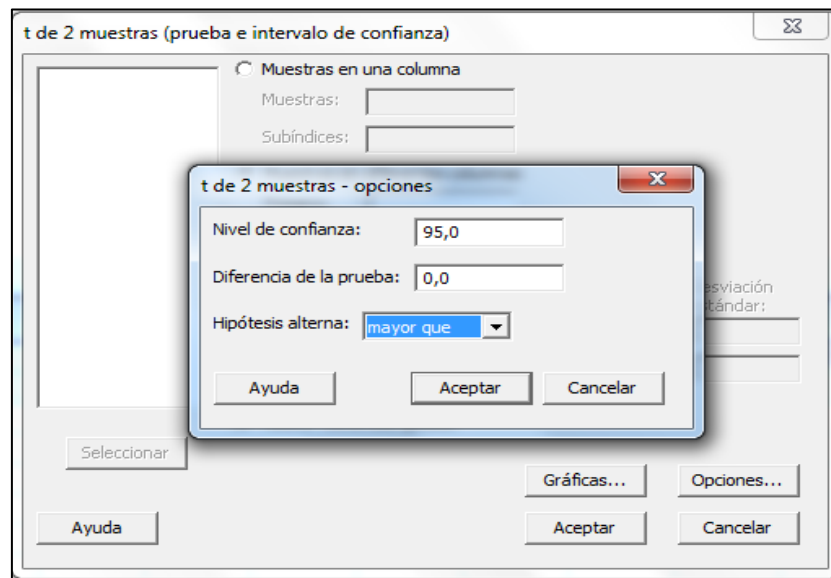 t de 2 muestras (prueba e intervalo de confianza)
Muestras en una columna
Muestras:
Subíndices:
t de 2 muestras - opciones
Nivel de confianza: 95,0
Diferencia de la prueba: 0,0
Hipótesis alterna: mayor que
Ayuda Aceptar Cancelar
esviación
tándar:
Seleccionar
Gráficas... Opciones...
Ayuda Aceptar Cancelar